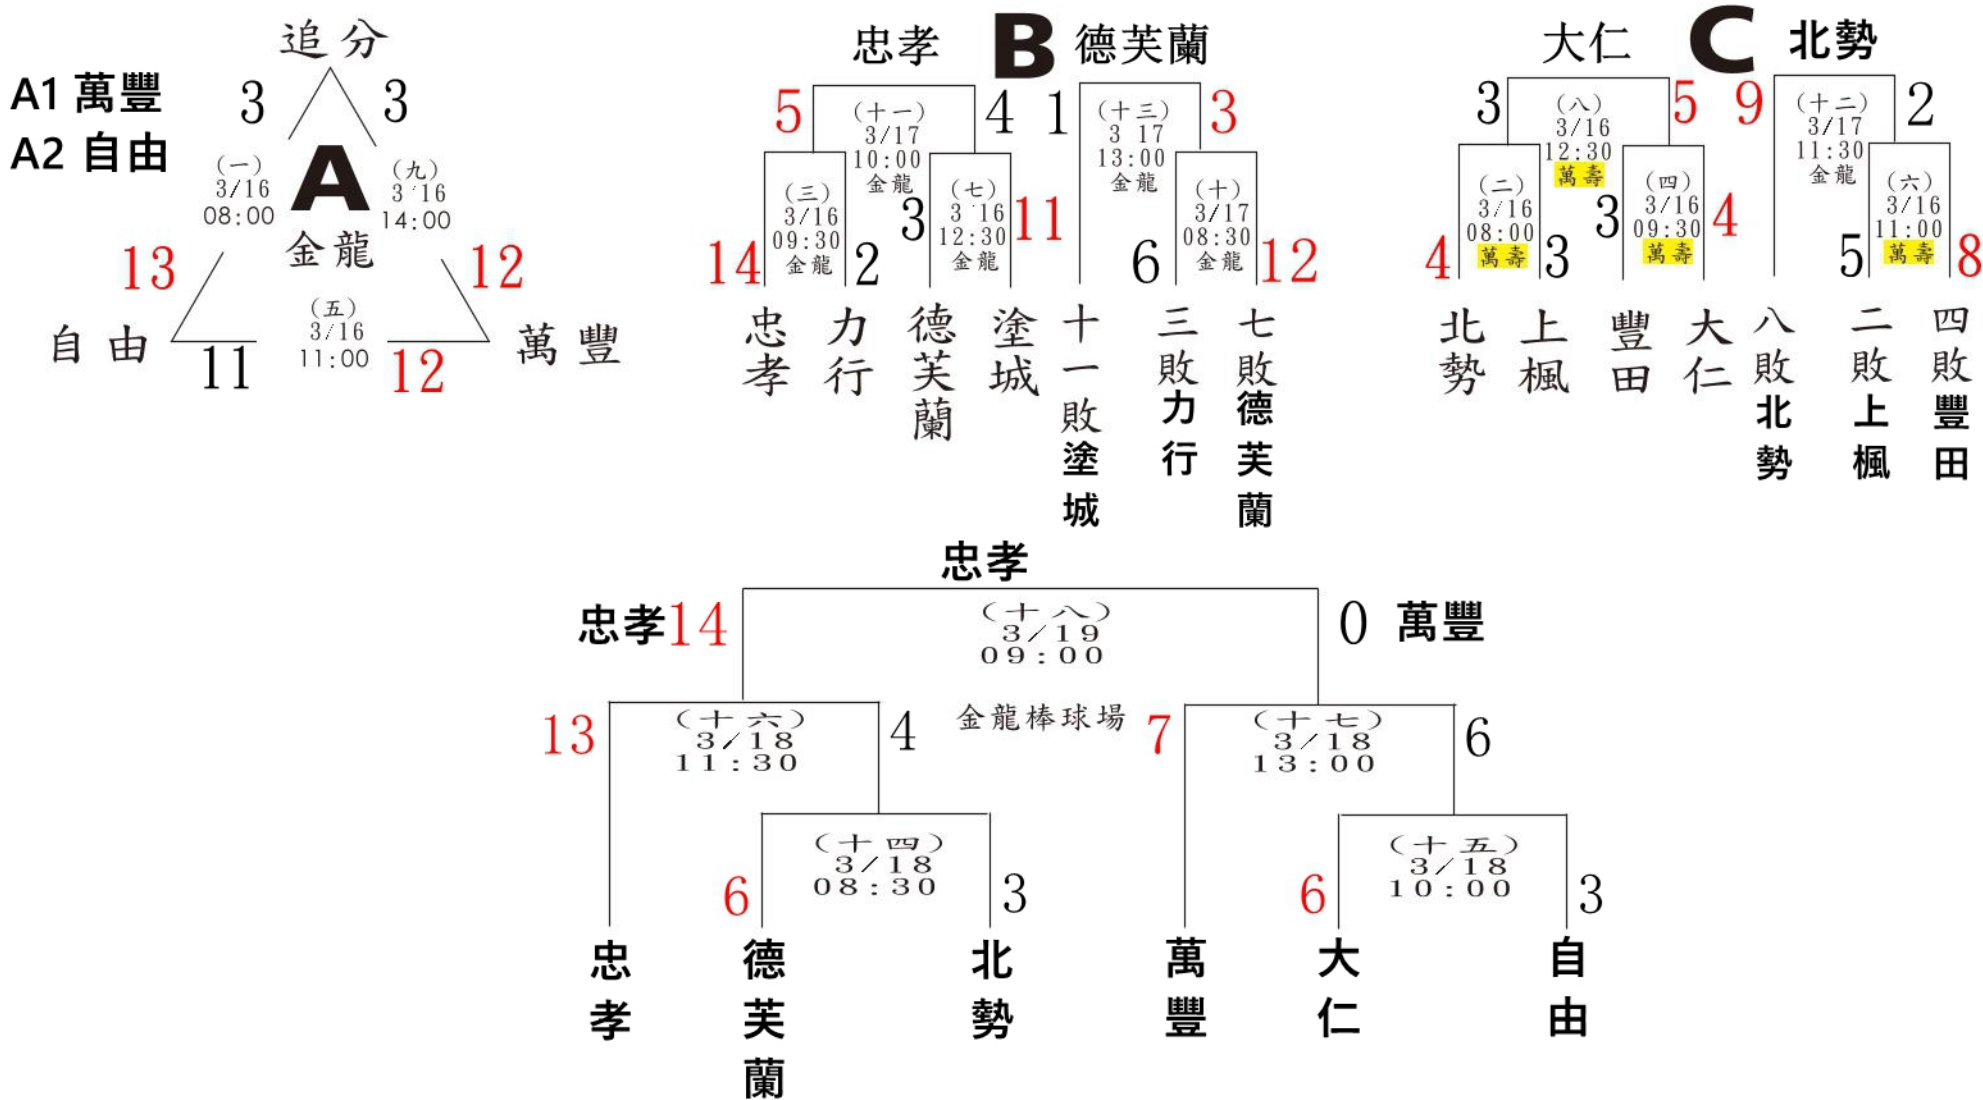 A1 萬豐
A2 自由
追分
3
3
(一)
3/16
08:00
A
(九)
3 16
14:00
金龍
13
12
自由
(五)
3/16
11:00
萬豐
11
12
忠孝
B
德芙蘭
5
(十一)
3/17
10:00
金龍
4
1
(十三)
3 17
13:00
金龍
3
(三)
3/16
09:30
金龍
14
2
3
(七)
3 16
12:30
金龍
11
6
(十)
3/17
08:30
金龍
12
忠孝
力行
德芙蘭
塗城
十一敗塗城
三敗力行
七敗德芙蘭
大仁
C
北勢
3
(八)
3/16
12:30
萬壽
5
9
(十二)
3/17
11:30
金龍
2
(二)
3/16
08:00
萬壽
4
3
3
(四)
3/16
09:30
萬壽
4
5
(六)
3/16
11:00
萬壽
8
北勢
上楓
豐田
大仁
八敗北勢
二敗上楓
四敗豐田
忠孝
忠孝14
(十八)
3/19
09:00
0 萬豐
金龍棒球場
13
(十六)
3/18
11:30
4
7
(十七)
3/18
13:00
6
6
(十四)
3/18
08:30
3
6
(十五)
3/18
10:00
3
忠孝
德芙蘭
北勢
萬豐
大仁
自由